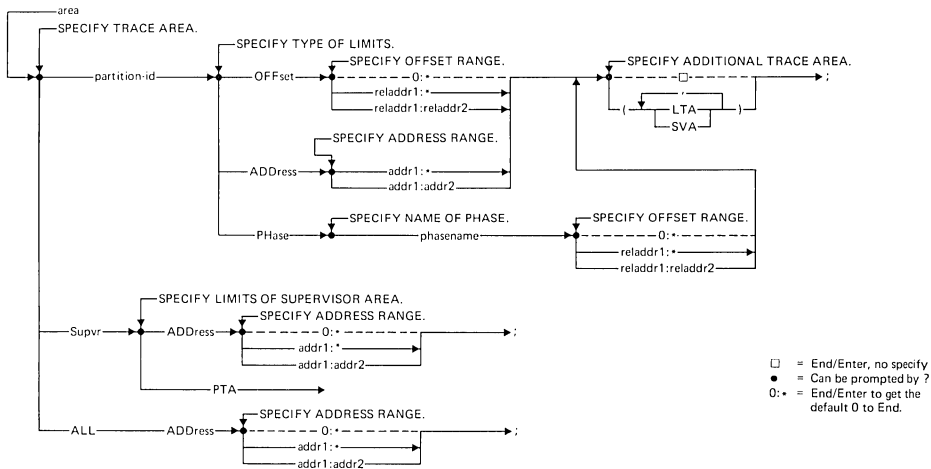 area
SPECIFY TRACE AREA.
partition-id
SPECIFY TYPE OF LIMITS.
OFFset
SPECIFY OFFSET RANGE.
0:*
reladdr1:*
reladdr1:reladdr2
SPECIFY ADDITIONAL TRACE AREA.
;
,
( LTA )
SVA
SPECIFY ADDRESS RANGE.
ADDress
addr1:*
addr1:addr2
PHase
SPECIFY NAME OF PHASE.
phasename
SPECIFY OFFSET RANGE.
0:*
reladdr1:*
reladdr1:reladdr2
SPECIFY LIMITS OF SUPERVISOR AREA.
Supvr
ADDress
SPECIFY ADDRESS RANGE.
0:*
addr1:*
addr1:addr2
;
PTA
ALL
ADDress
SPECIFY ADDRESS RANGE.
0:*
addr1:*
addr1:addr2
;
□ = End/Enter, no specify
● = Can be prompted by ?
0:* = End/Enter to get the
default 0 to End.